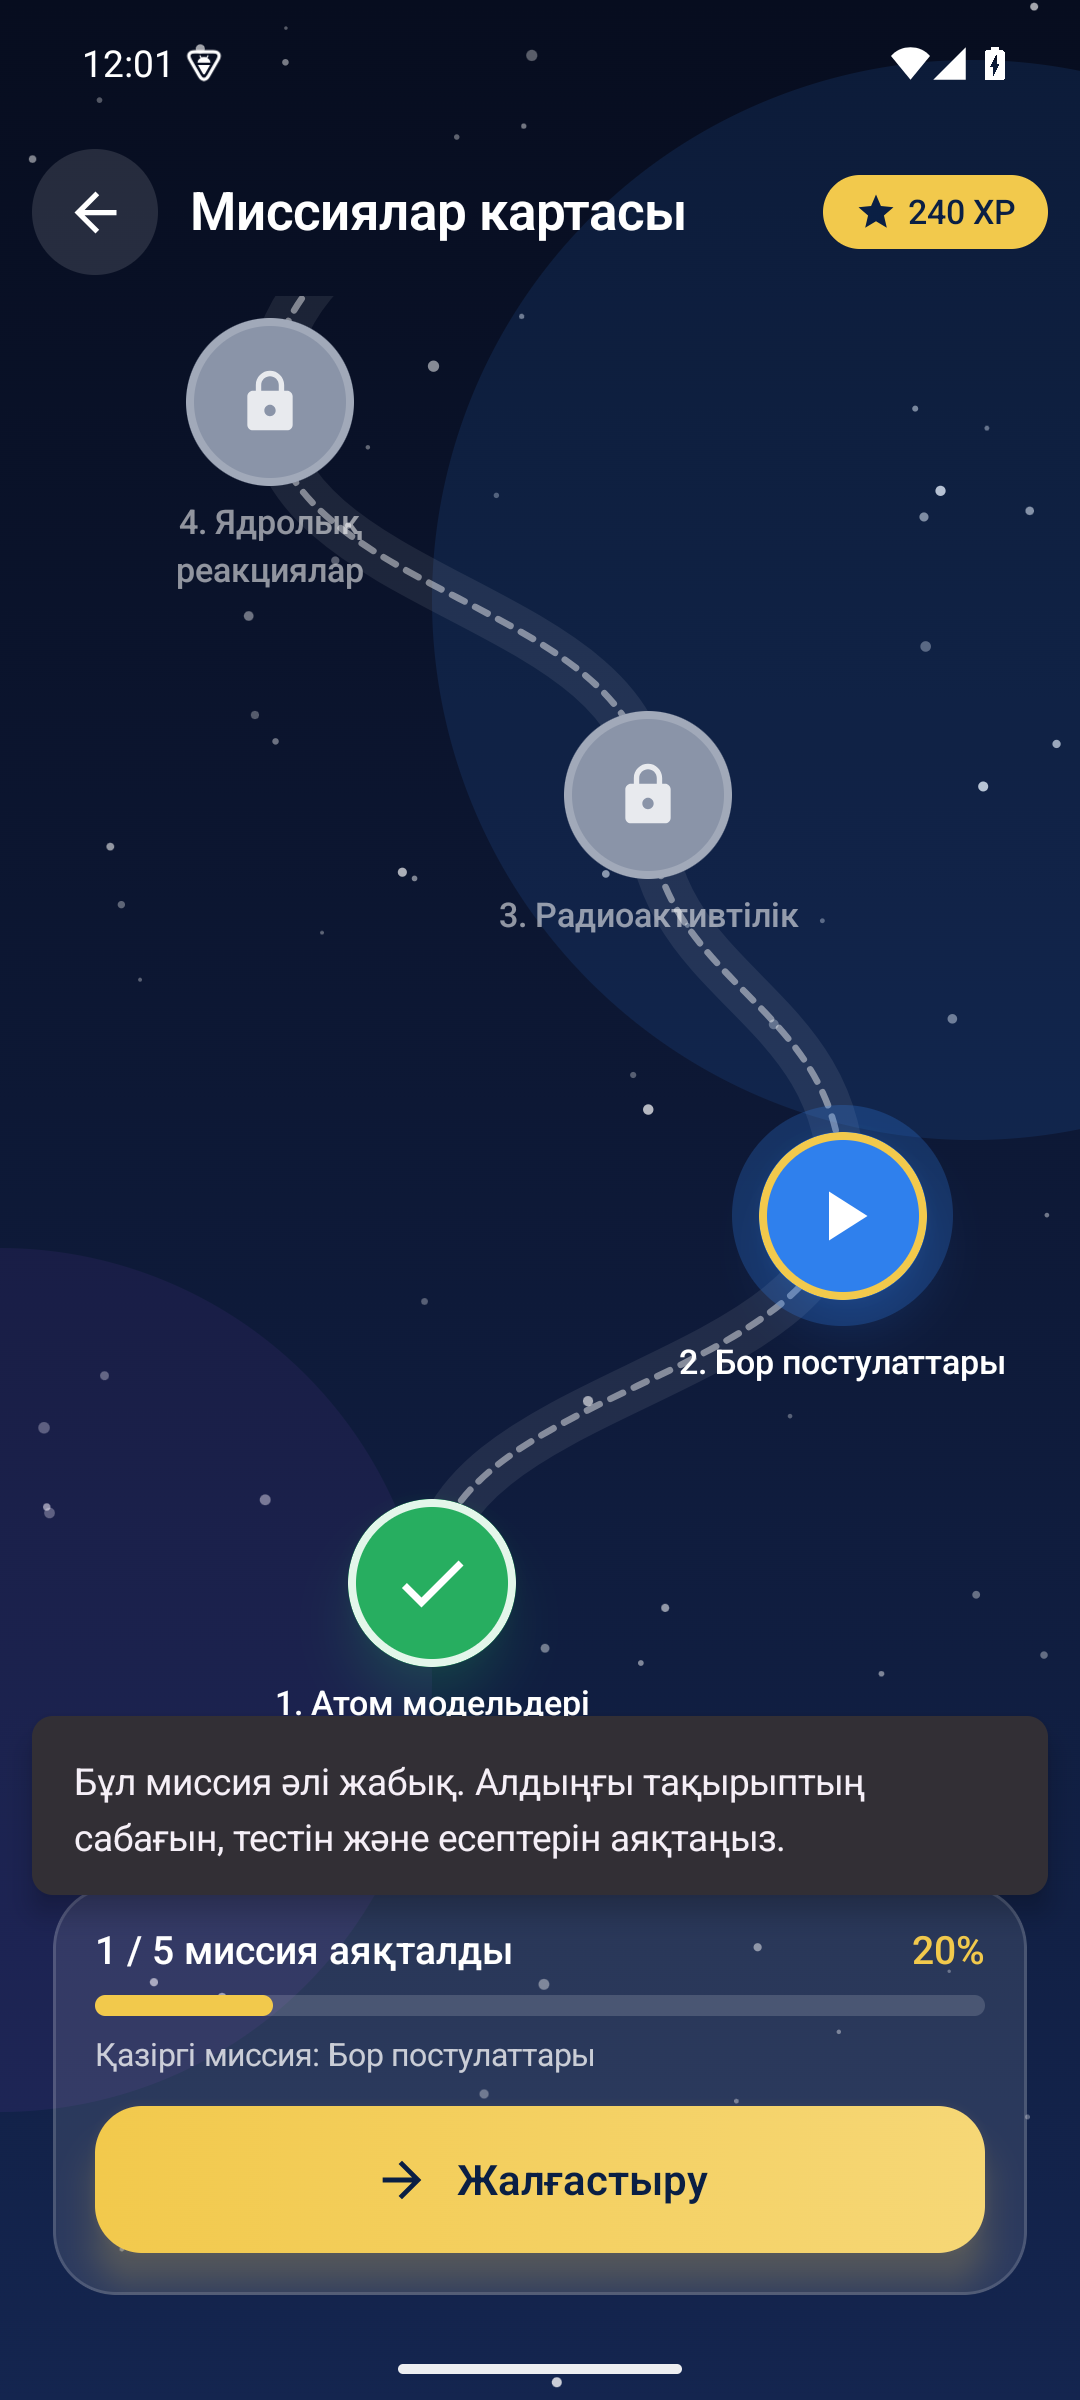 12:01
Миссиялар картасы
240 XP
4. Ядролық
реакциялар
3. Радиоактивтілік
2. Бор постулаттары
1. Атом модельдері
Бұл миссия әлі жабық. Алдыңғы тақырыптың
сабағын, тестін және есептерін аяқтаңыз.
1 / 5 миссия аяқталды
20%
Қазіргі миссия: Бор постулаттары
Жалғастыру